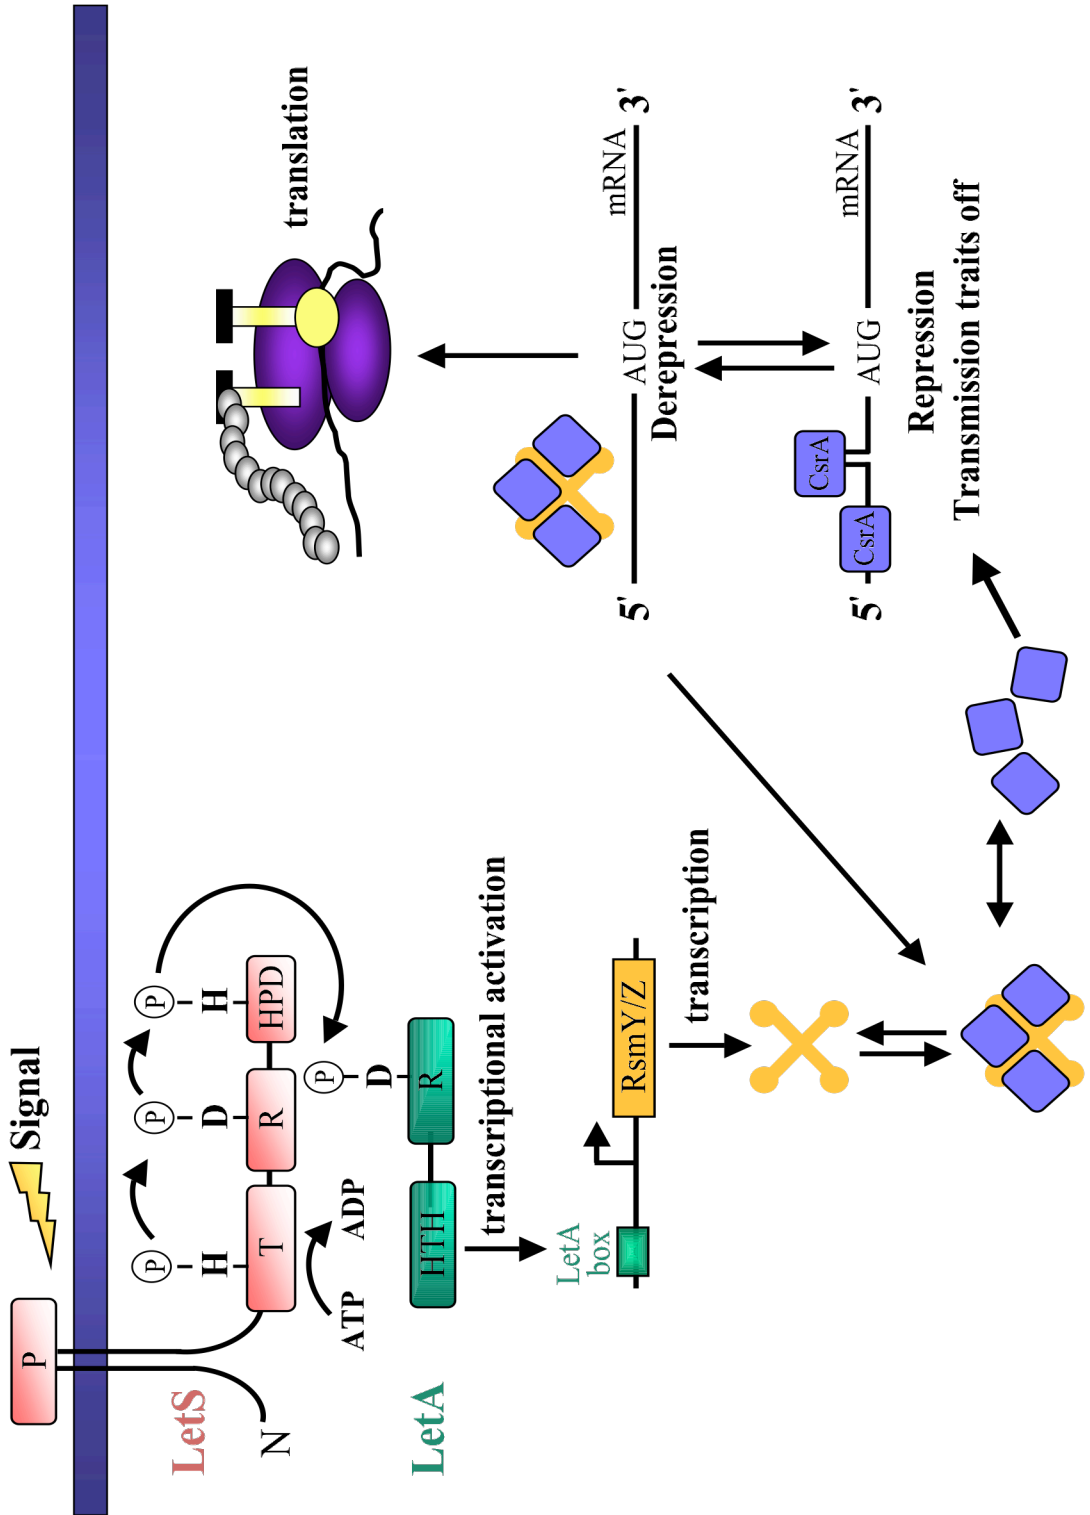 P
Signal
LetS
N
P
P
P
H
D
H
T
R
HPD
ATP
ADP
P
D
LetA
HTH
R
transcriptional activation
LetA
box
RsmY/Z
transcription
translation
5'
AUG
mRNA
3'
Derepression
CsrA
CsrA
5'
AUG
mRNA
3'
Repression
Transmission traits off